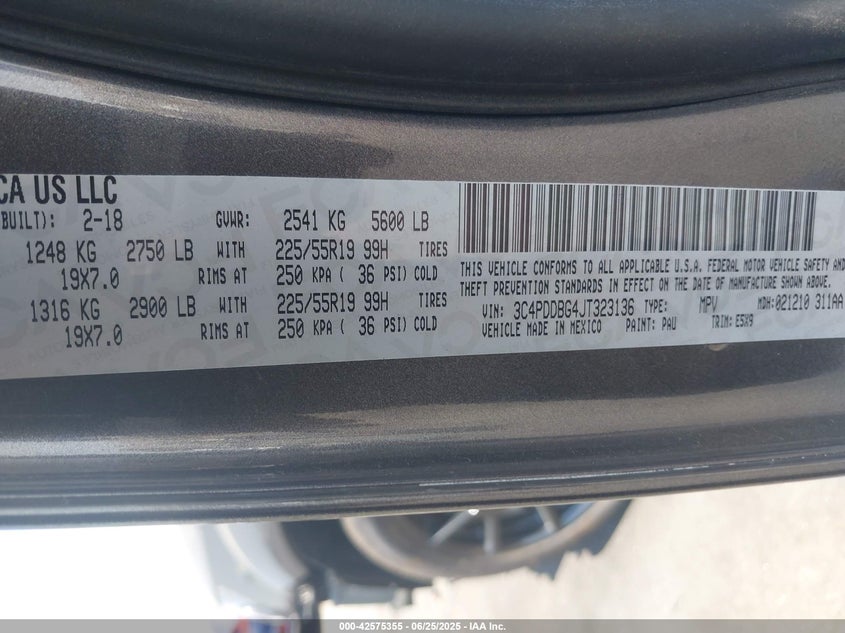 CA US LLC
BUILT): 2-18 GVWR: 2541 KG 5600 LB
1248 KG 2750 LB WITH 225/55R19 99H TIRES
19X7.0 RIMS AT 250 KPA ( 36 PSI) COLD
1316 KG 2900 LB WITH 225/55R19 99H TIRES
19X7.0 RIMS AT 250 KPA ( 36 PSI) COLD
THIS VEHICLE CONFORMS TO ALL APPLICABLE U.S.A. FEDERAL MOTOR VEHICLE SAFETY AND
THEFT PREVENTION STANDARDS IN EFFECT ON THE DATE OF MANUFACTURE SHOWN ABOVE.
VIN: 3C4PDDBG4JT323136 TYPE: MPV MDH: 021210 311AA
VEHICLE MADE IN MEXICO PAINT: PAU TRIM: E5X9
000-42575355 - 06/25/2025 - IAA Inc.